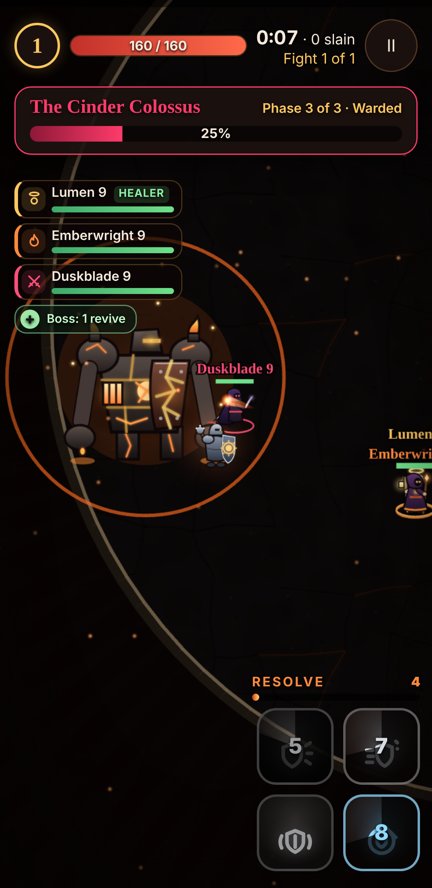 1
160 / 160
0:07 · 0 slain
Fight 1 of 1
The Cinder Colossus
Phase 3 of 3 · Warded
25%
Lumen 9 HEALER
Emberwright 9
Duskblade 9
Boss: 1 revive
Duskblade 9
Lumen
Emberwri
RESOLVE 4
5
7
8